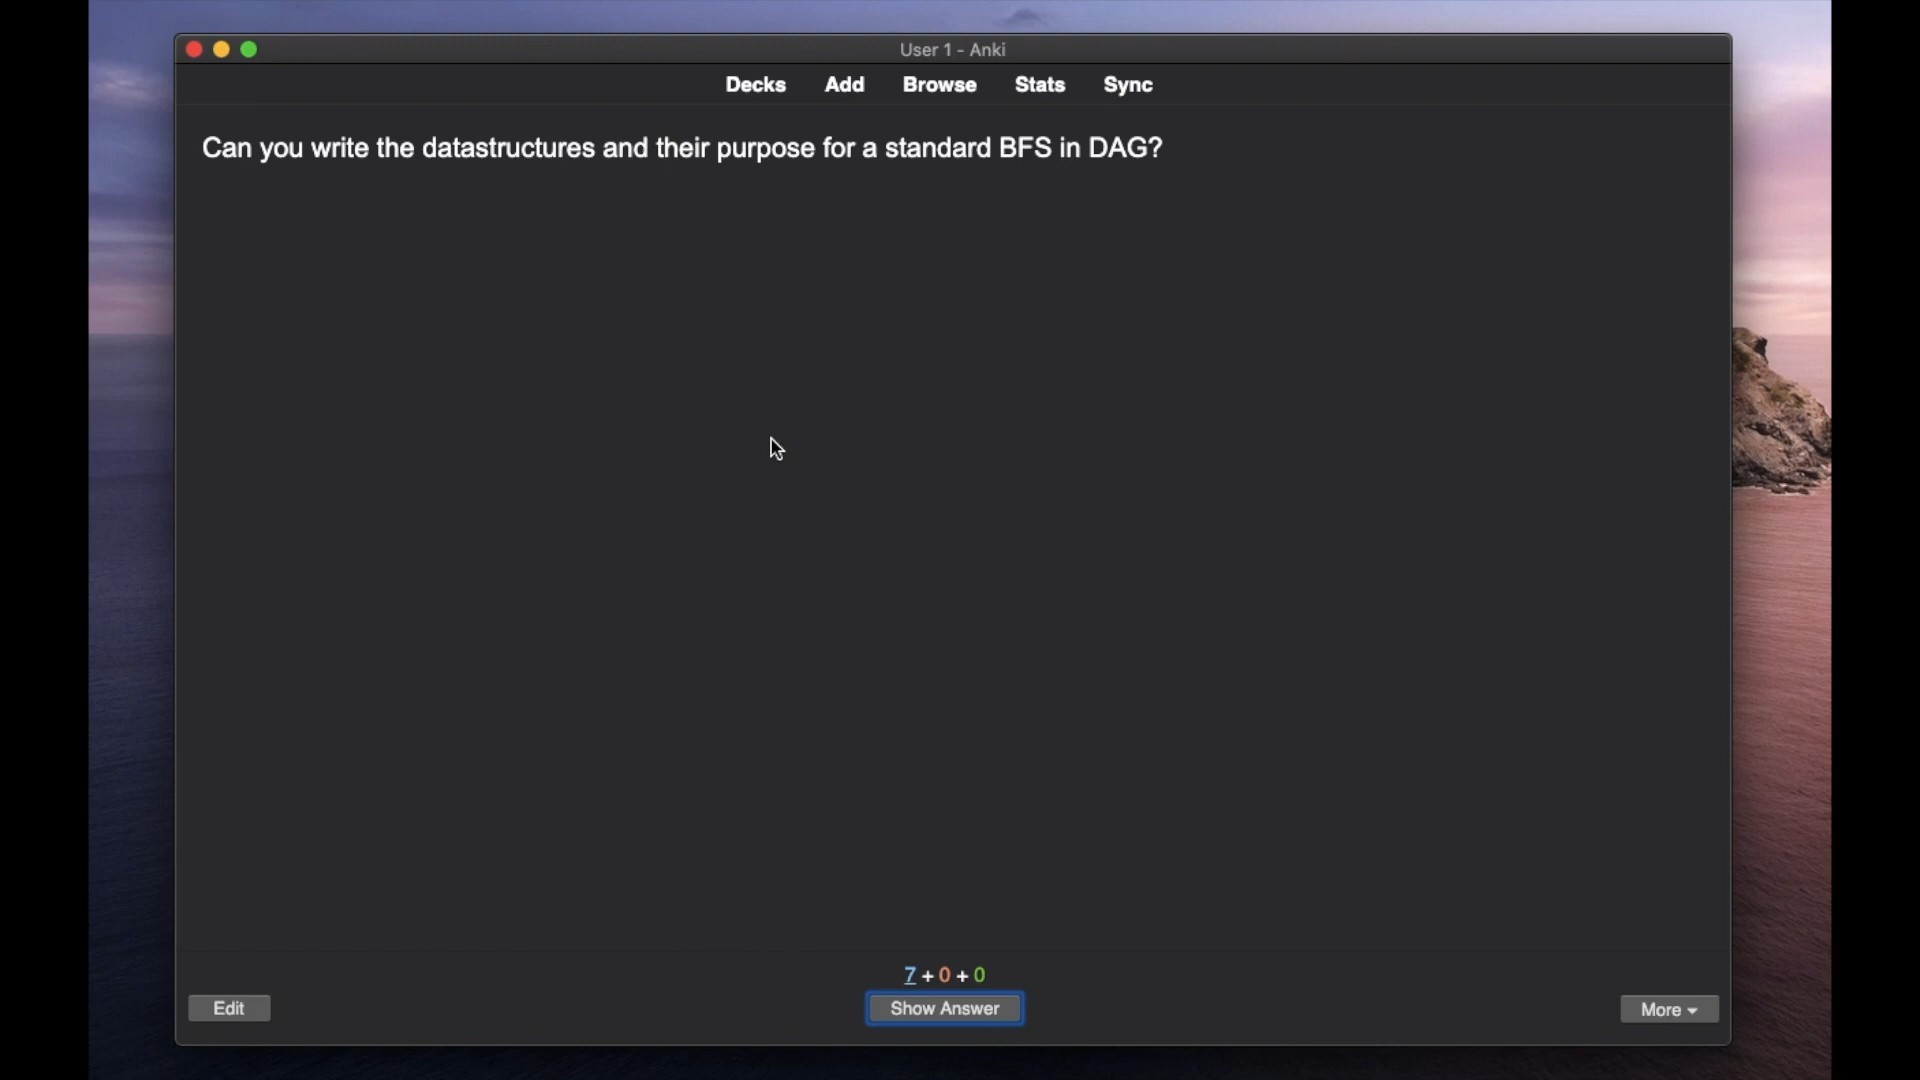 User 1 - Anki
Decks Add Browse Stats Sync
Can you write the datastructures and their purpose for a standard BFS in DAG?
7 + 0 + 0
Edit Show Answer More